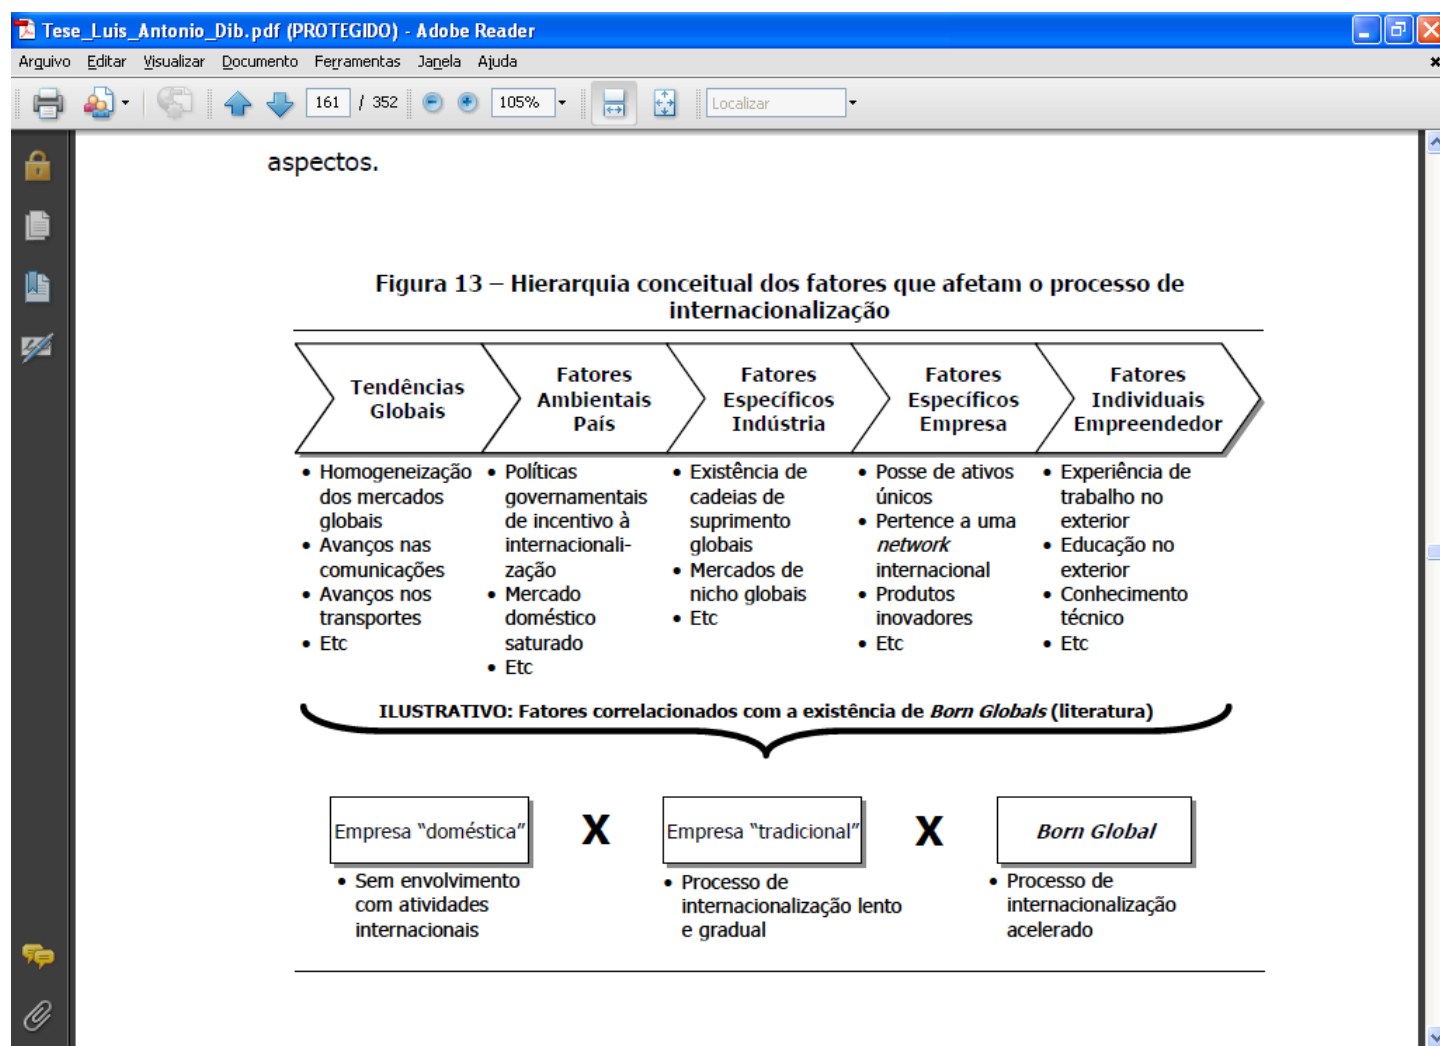 Tese_Luis_Antonio_Dib.pdf (PROTEGIDO) - Adobe Reader
Arquivo Editar Visualizar Documento Ferramentas Janela Ajuda
161 / 352 105% Localizar
aspectos.
Figura 13 – Hierarquia conceitual dos fatores que afetam o processo de
internacionalização
Tendências
Globais
Fatores
Ambientais
País
Fatores
Específicos
Indústria
Fatores
Específicos
Empresa
Fatores
Individuais
Empreendedor
• Homogeneização
dos mercados
globais
• Avanços nas
comunicações
• Avanços nos
transportes
• Etc
• Políticas
governamentais
de incentivo à
internacionali-
zação
• Mercado
doméstico
saturado
• Etc
• Existência de
cadeias de
suprimento
globais
• Mercados de
nicho globais
• Etc
• Posse de ativos
únicos
• Pertence a uma
network
internacional
• Produtos
inovadores
• Etc
• Experiência de
trabalho no
exterior
• Educação no
exterior
• Conhecimento
técnico
• Etc
ILUSTRATIVO: Fatores correlacionados com a existência de Born Globals (literatura)
Empresa “doméstica”
X
Empresa “tradicional”
X
Born Global
• Sem envolvimento
com atividades
internacionais
• Processo de
internacionalização lento
e gradual
• Processo de
internacionalização
acelerado